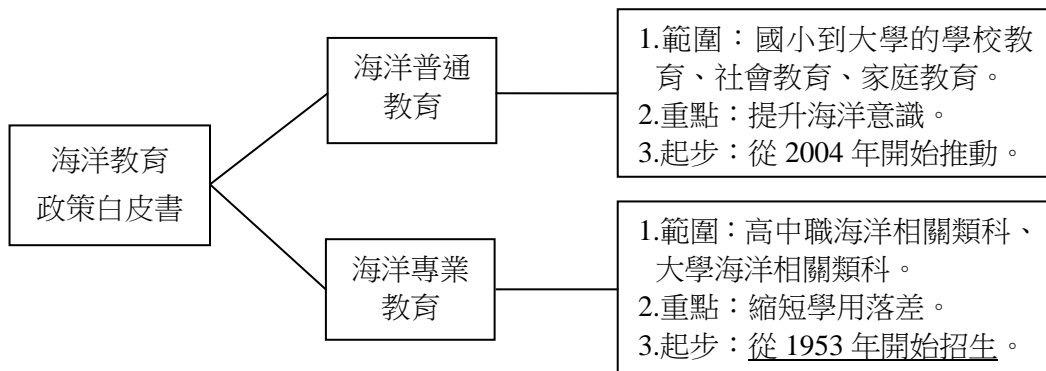 海洋教育
政策白皮書
海洋普通
教育
1.範圍：國小到大學的學校教
育、社會教育、家庭教育。
2.重點：提升海洋意識。
3.起步：從 2004 年開始推動。
海洋專業
教育
1.範圍：高中職海洋相關類科、
大學海洋相關類科。
2.重點：縮短學用落差。
3.起步：從 1953 年開始招生。